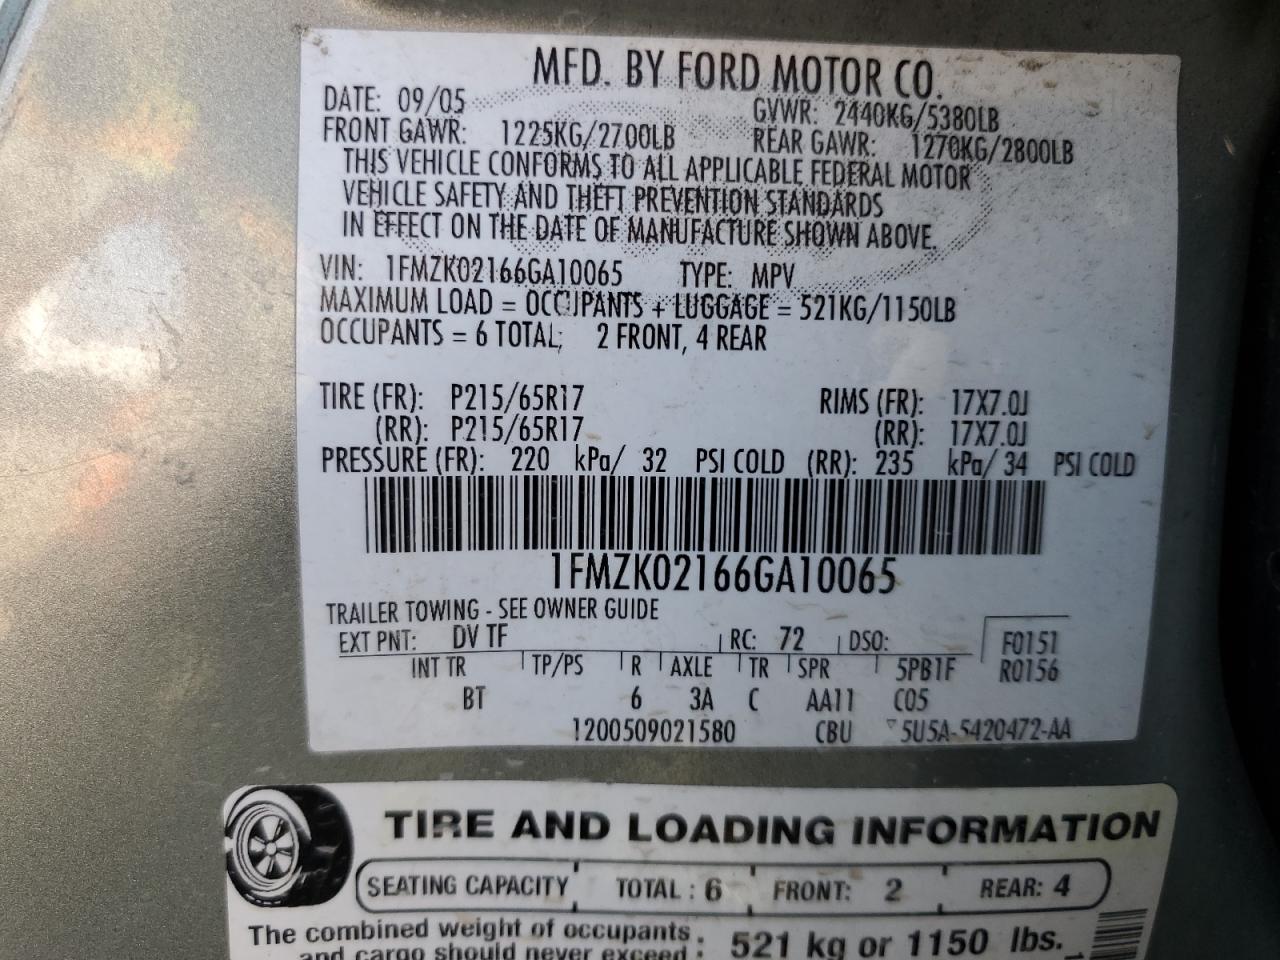 MFD. BY FORD MOTOR CO.
DATE: 09/05 GVWR: 2440KG/5380LB
FRONT GAWR: 1225KG/2700LB REAR GAWR: 1270KG/2800LB
THIS VEHICLE CONFORMS TO ALL APPLICABLE FEDERAL MOTOR
VEHICLE SAFETY AND THEFT PREVENTION STANDARDS
IN EFFECT ON THE DATE OF MANUFACTURE SHOWN ABOVE.
VIN: 1FMZK02166GA10065 TYPE: MPV
MAXIMUM LOAD = OCCUPANTS + LUGGAGE = 521KG/1150LB
OCCUPANTS = 6 TOTAL; 2 FRONT, 4 REAR
TIRE (FR): P215/65R17 RIMS (FR): 17X7.0J
(RR): P215/65R17 (RR): 17X7.0J
PRESSURE (FR): 220 kPa/ 32 PSI COLD (RR): 235 kPa/ 34 PSI COLD
1FMZK02166GA10065
TRAILER TOWING - SEE OWNER GUIDE
EXT PNT: DV TF RC: 72 DSO: F0151
INT TR TP/PS R AXLE TR SPR 5PB1F R0156
BT 6 3A C AA11 C05
1200509021580 CBU 5U5A-5420472-AA
TIRE AND LOADING INFORMATION
SEATING CAPACITY TOTAL : 6 FRONT: 2 REAR: 4
The combined weight of occupants
and cargo should never exceed : 521 kg or 1150 lbs.